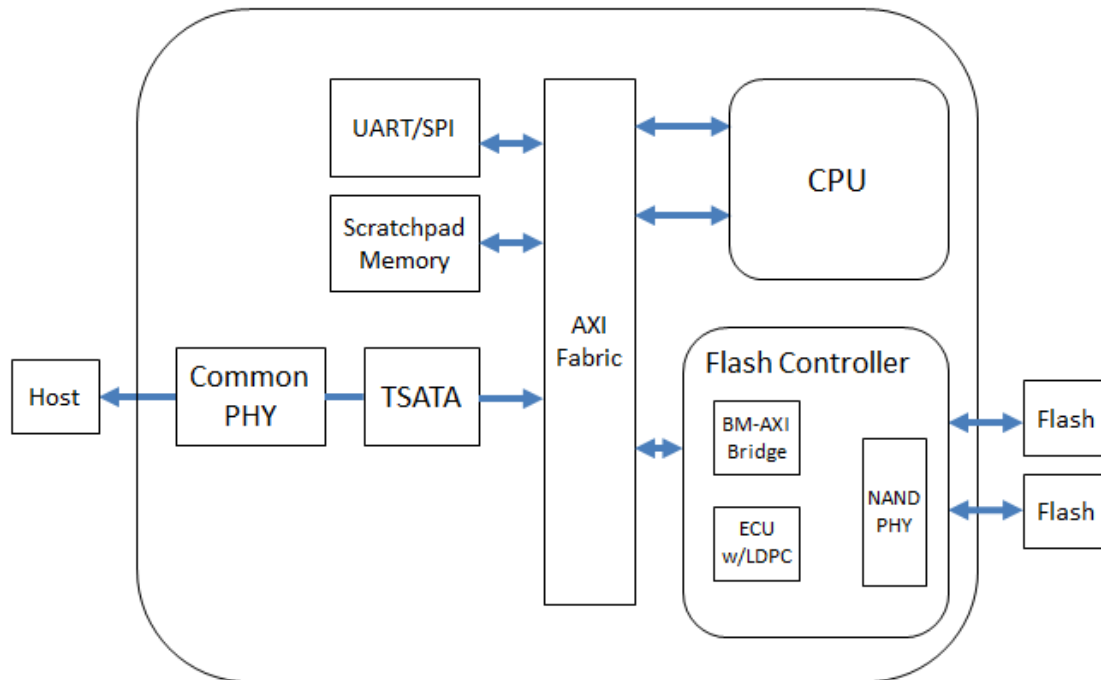 UART/SPI
Scratchpad
Memory
AXI
Fabric
CPU
Host
Common
PHY
TSATA
Flash Controller
BM-AXI
Bridge
ECU
w/LDPC
NAND
PHY
Flash
Flash